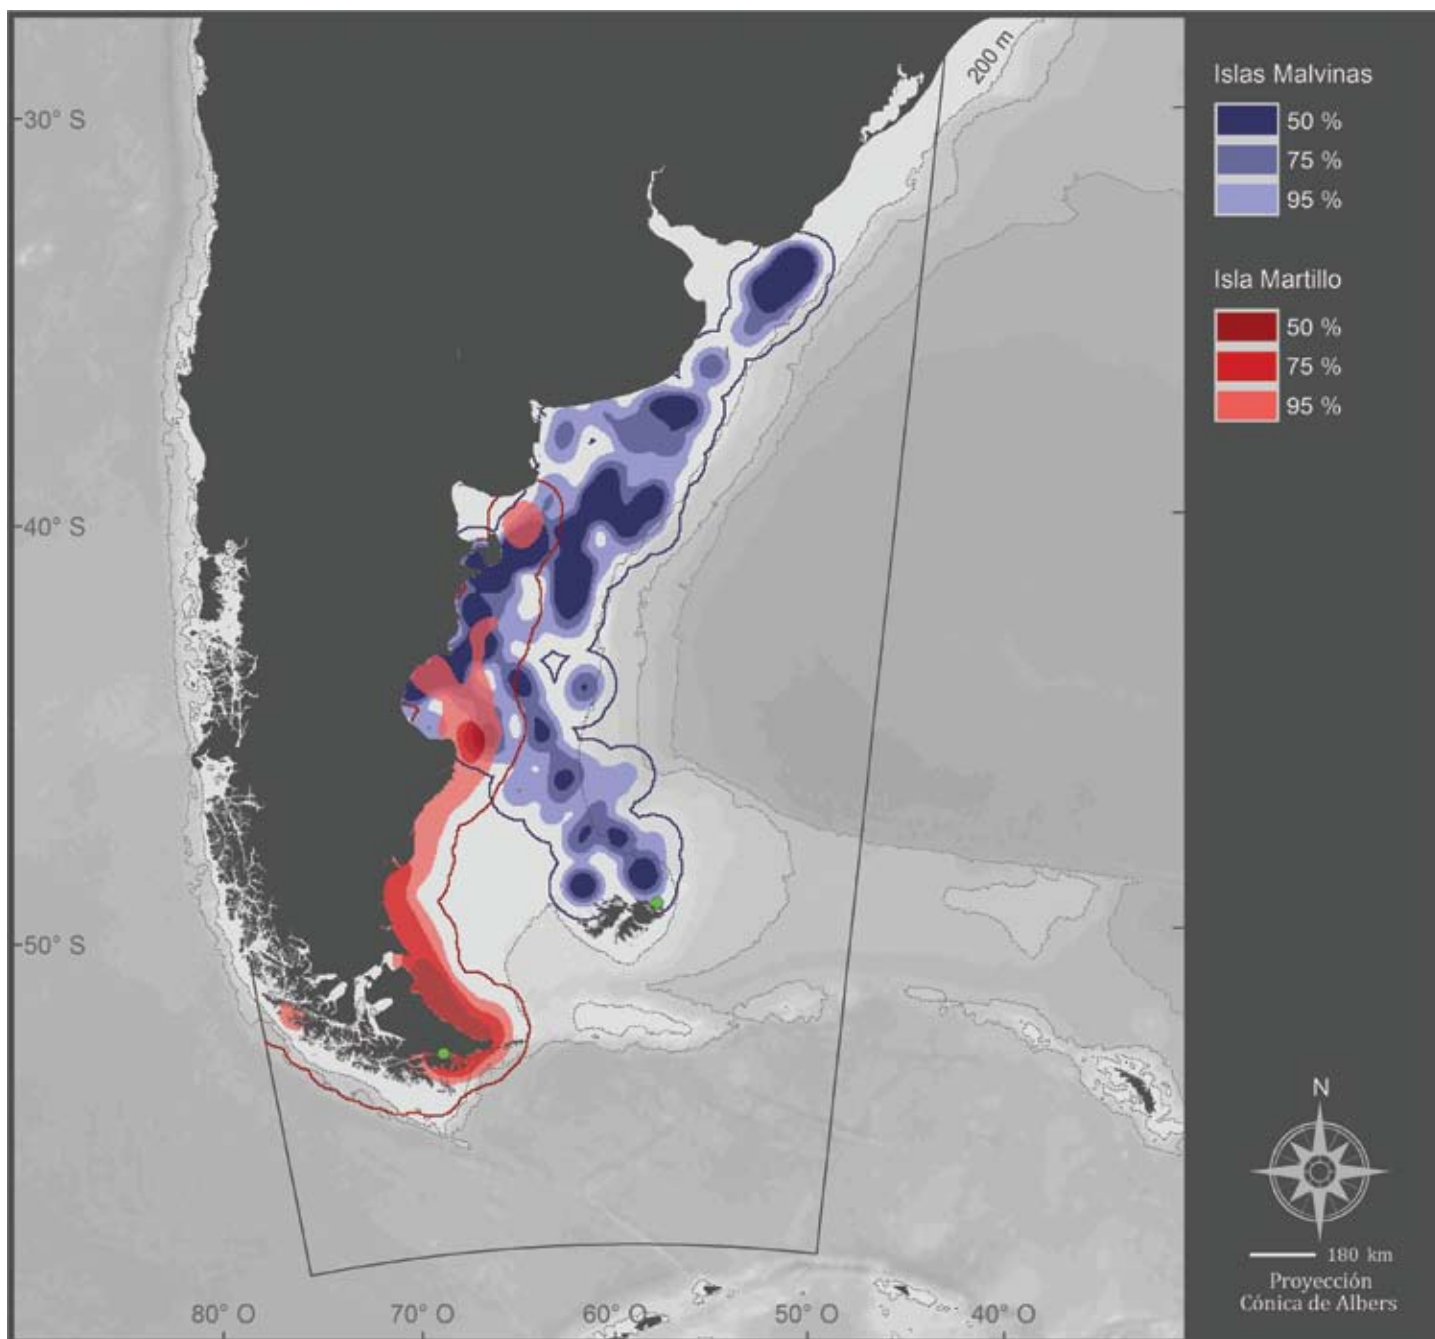 200 m
30° S
40° S
50° S
80° O
70° O
60° O
50° O
40° O
Islas Malvinas
50 %
75 %
95 %
Isla Martillo
50 %
75 %
95 %
N
180 km
Proyección
Cónica de Albers